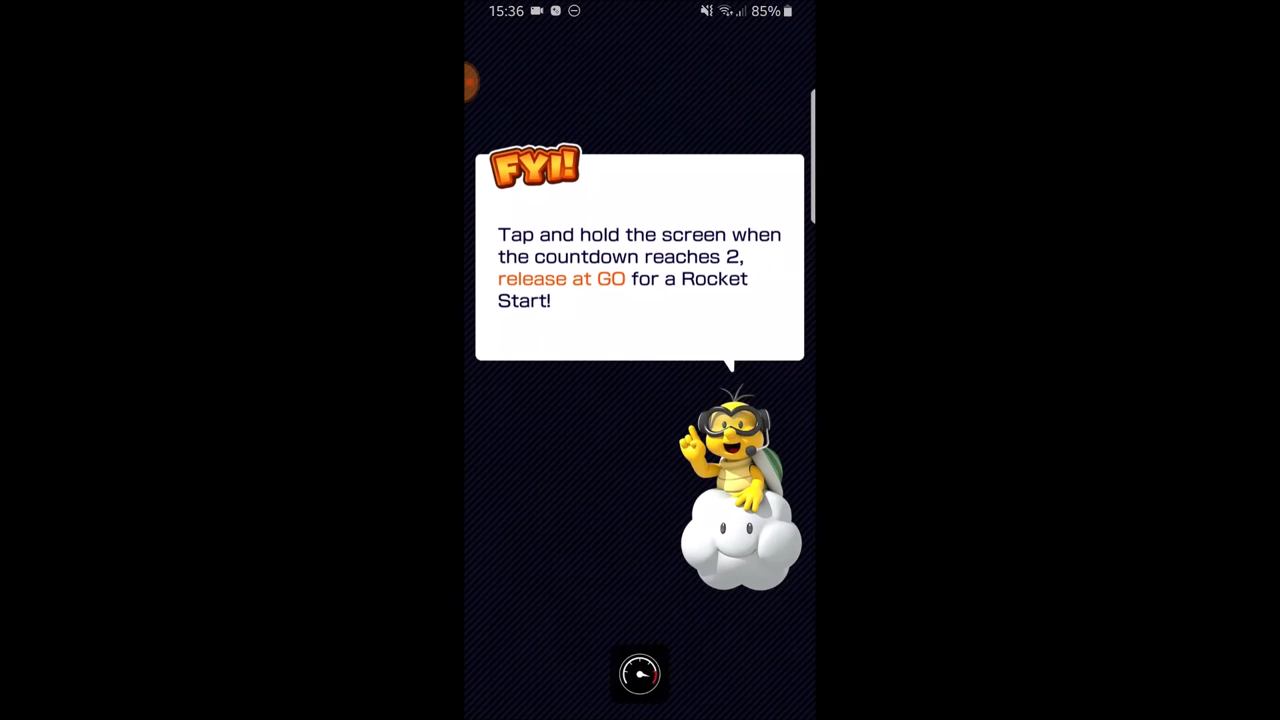 15:36 85%
FYI!
Tap and hold the screen when
the countdown reaches 2,
release at GO for a Rocket
Start!